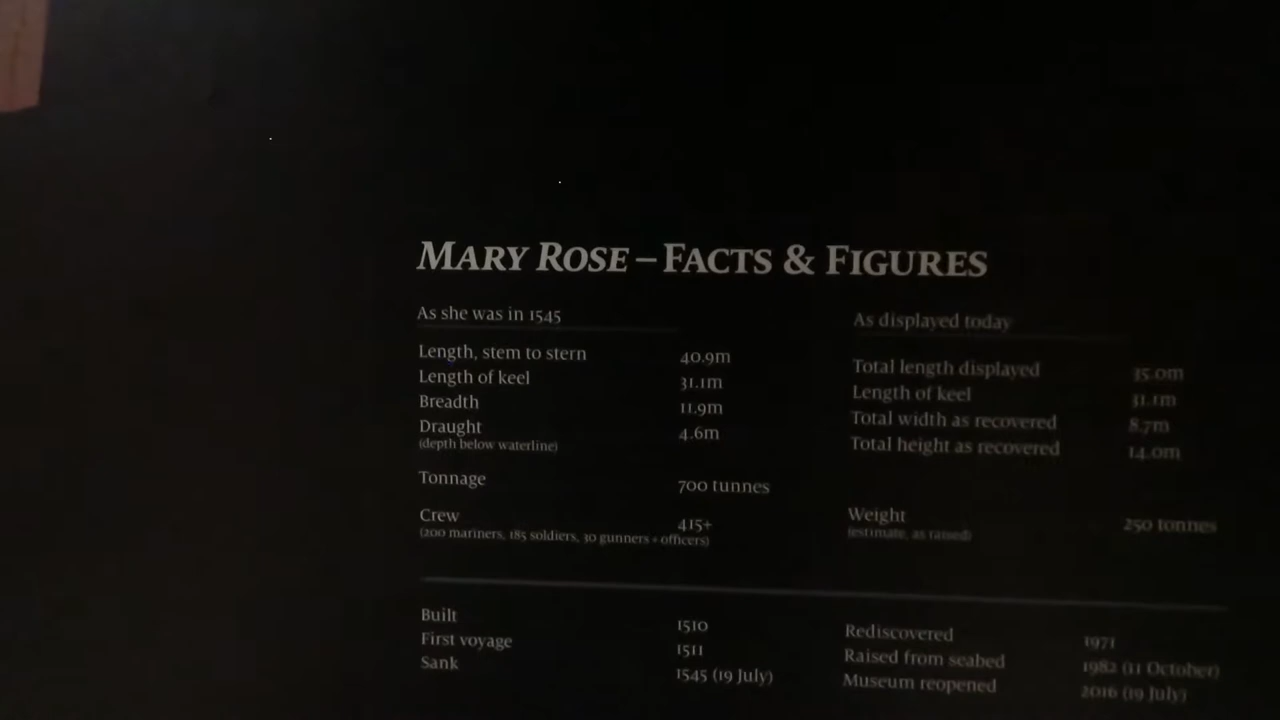 MARY ROSE – FACTS & FIGURES
As she was in 1545
Length, stem to stern 40.9m
Length of keel 31.1m
Breadth 11.9m
Draught 4.6m
(depth below waterline)
Tonnage 700 tunnes
Crew 415+
(200 mariners, 185 soldiers, 30 gunners + officers)
As displayed today
Total length displayed 35.0m
Length of keel 31.1m
Total width as recovered 8.7m
Total height as recovered 14.0m
Weight 250 tonnes
(estimate, as raised)
Built 1510
First voyage 1511
Sank 1545 (19 July)
Rediscovered 1971
Raised from seabed 1982 (11 October)
Museum reopened 2016 (19 July)